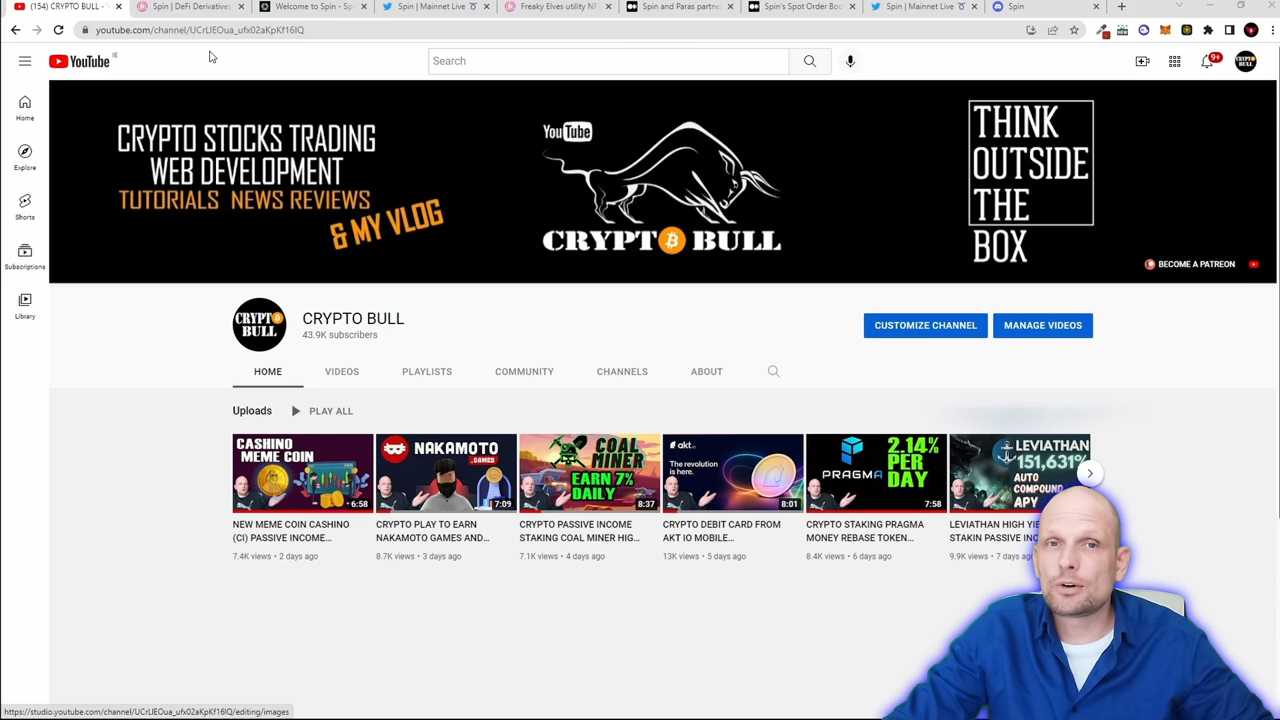 (154) CRYPTO BULL - Y
Spin | DeFi Derivatives
Welcome to Spin - Sp
Spin | Mainnet Live
Freaky Elves utility NF
Spin and Paras partne
Spin's Spot Order Boo
Spin | Mainnet Live
Spin
youtube.com/channel/UCrLIEOua_ufx02aKpKf16IQ
YouTube IE
Search
9+
CRYPTO BULL
Home
Explore
Shorts
Subscriptions
Library
CRYPTO STOCKS TRADING
WEB DEVELOPMENT
TUTORIALS NEWS REVIEWS
& MY VLOG
YouTube
CRYPTO BULL
THINK
OUTSIDE
THE
BOX
BECOME A PATREON
CRYPTO
BULL
CRYPTO BULL
43.9K subscribers
CUSTOMIZE CHANNEL
MANAGE VIDEOS
HOME
VIDEOS
PLAYLISTS
COMMUNITY
CHANNELS
ABOUT
Uploads
PLAY ALL
CASHINO
MEME COIN
6:58
NAKAMOTO
.GAMES
7:09
COAL
MINER
EARN 7%
DAILY
8:37
akt.io
The revolution
is here.
8:01
PRAGMA
2.14%
PER
DAY
7:58
LEVIATHAN
151,631%
AUTO
COMPOUND
APY
NEW MEME COIN CASHINO
(CI) PASSIVE INCOME...
7.4K views • 2 days ago
CRYPTO PLAY TO EARN
NAKAMOTO GAMES AND...
8.7K views • 3 days ago
CRYPTO PASSIVE INCOME
STAKING COAL MINER HIG...
7.1K views • 4 days ago
CRYPTO DEBIT CARD FROM
AKT IO MOBILE...
13K views • 5 days ago
CRYPTO STAKING PRAGMA
MONEY REBASE TOKEN...
8.4K views • 6 days ago
LEVIATHAN HIGH YIE
STAKIN PASSIVE INC
9.9K views • 7 days ago
https://studio.youtube.com/channel/UCrLIEOua_ufx02aKpKf16IQ/editing/images